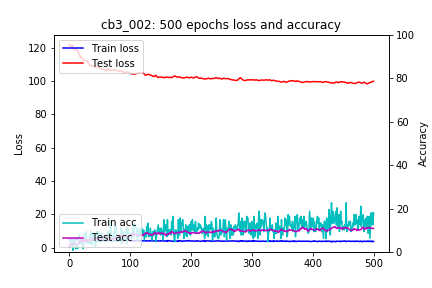 cb3_002: 500 epochs loss and accuracy
Train loss
Test loss
Train acc
Test acc
Loss
Accuracy
120
100
80
60
40
20
0
100
80
60
40
20
0
0
100
200
300
400
500